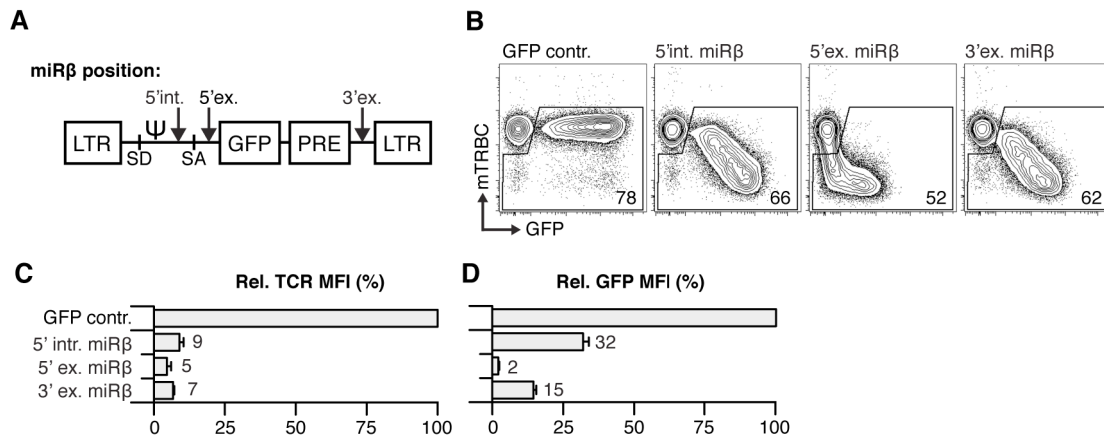 A
miRβ position:
5'int. 5'ex. 3'ex.
LTR Ψ GFP PRE LTR
SD SA
B
GFP contr. 5'int. miRβ 5'ex. miRβ 3'ex. miRβ
mTRBC
78 66 52 62
GFP
C
Rel. TCR MFI (%)
GFP contr.
5' intr. miRβ 9
5' ex. miRβ 5
3' ex. miRβ 7
0 25 50 75 100
D
Rel. GFP MFI (%)
32
2
15
0 25 50 75 100